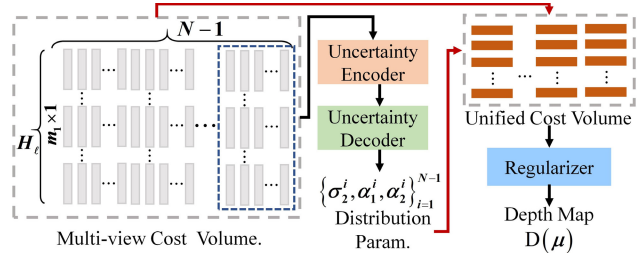 N − 1
H_ℓ
m_1 × 1
Multi-view Cost Volume.
Uncertainty
Encoder
Uncertainty
Decoder
{σ_2^i, α_1^i, α_2^i}_{i=1}^{N−1}
Distribution
Param.
Unified Cost Volume
Regularizer
Depth Map
D(μ)